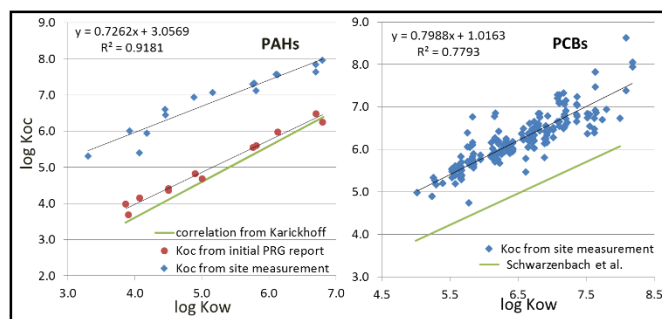 y = 0.7262x + 3.0569
R² = 0.9181
PAHs
9.0
8.0
7.0
6.0
5.0
4.0
3.0
2.0
log Koc
correlation from Karickhoff
Koc from initial PRG report
Koc from site measurement
3.0 4.0 5.0 6.0 7.0
log Kow
y = 0.7988x + 1.0163
R² = 0.7793
PCBs
9.0
8.0
7.0
6.0
5.0
4.0
3.0
log Koc
Koc from site measurement
Schwarzenbach et al.
4.5 5.5 6.5 7.5 8.5
log Kow